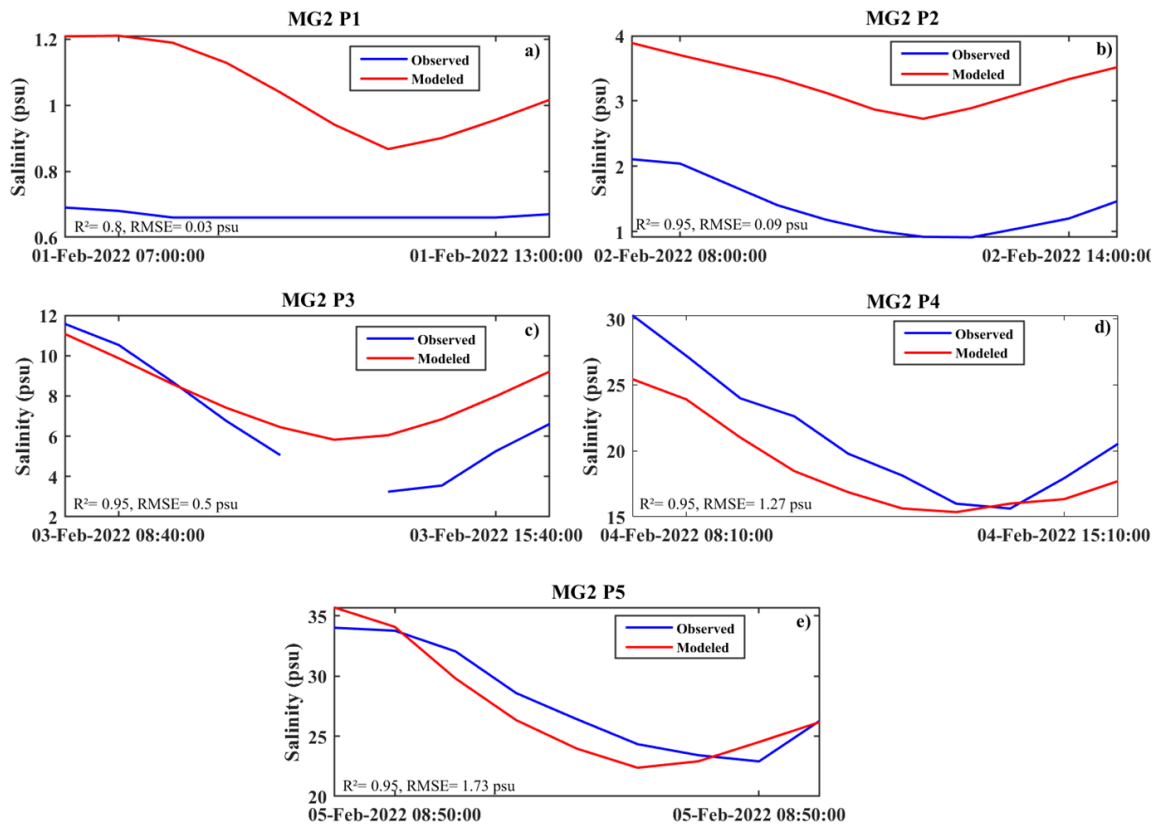 MG2 P1
1.2
1
0.8
0.6
Salinity (psu)
a)
Observed
Modeled
R²= 0.8, RMSE= 0.03 psu
01-Feb-2022 07:00:00
01-Feb-2022 13:00:00
MG2 P2
4
3
2
1
Salinity (psu)
b)
Observed
Modeled
R²= 0.95, RMSE= 0.09 psu
02-Feb-2022 08:00:00
02-Feb-2022 14:00:00
MG2 P3
12
10
8
6
4
2
Salinity (psu)
c)
Observed
Modeled
R²= 0.95, RMSE= 0.5 psu
03-Feb-2022 08:40:00
03-Feb-2022 15:40:00
MG2 P4
30
25
20
15
Salinity (psu)
d)
Observed
Modeled
R²= 0.95, RMSE= 1.27 psu
04-Feb-2022 08:10:00
04-Feb-2022 15:10:00
MG2 P5
35
30
25
20
Salinity (psu)
e)
Observed
Modeled
R²= 0.95, RMSE= 1.73 psu
05-Feb-2022 08:50:00
05-Feb-2022 08:50:00